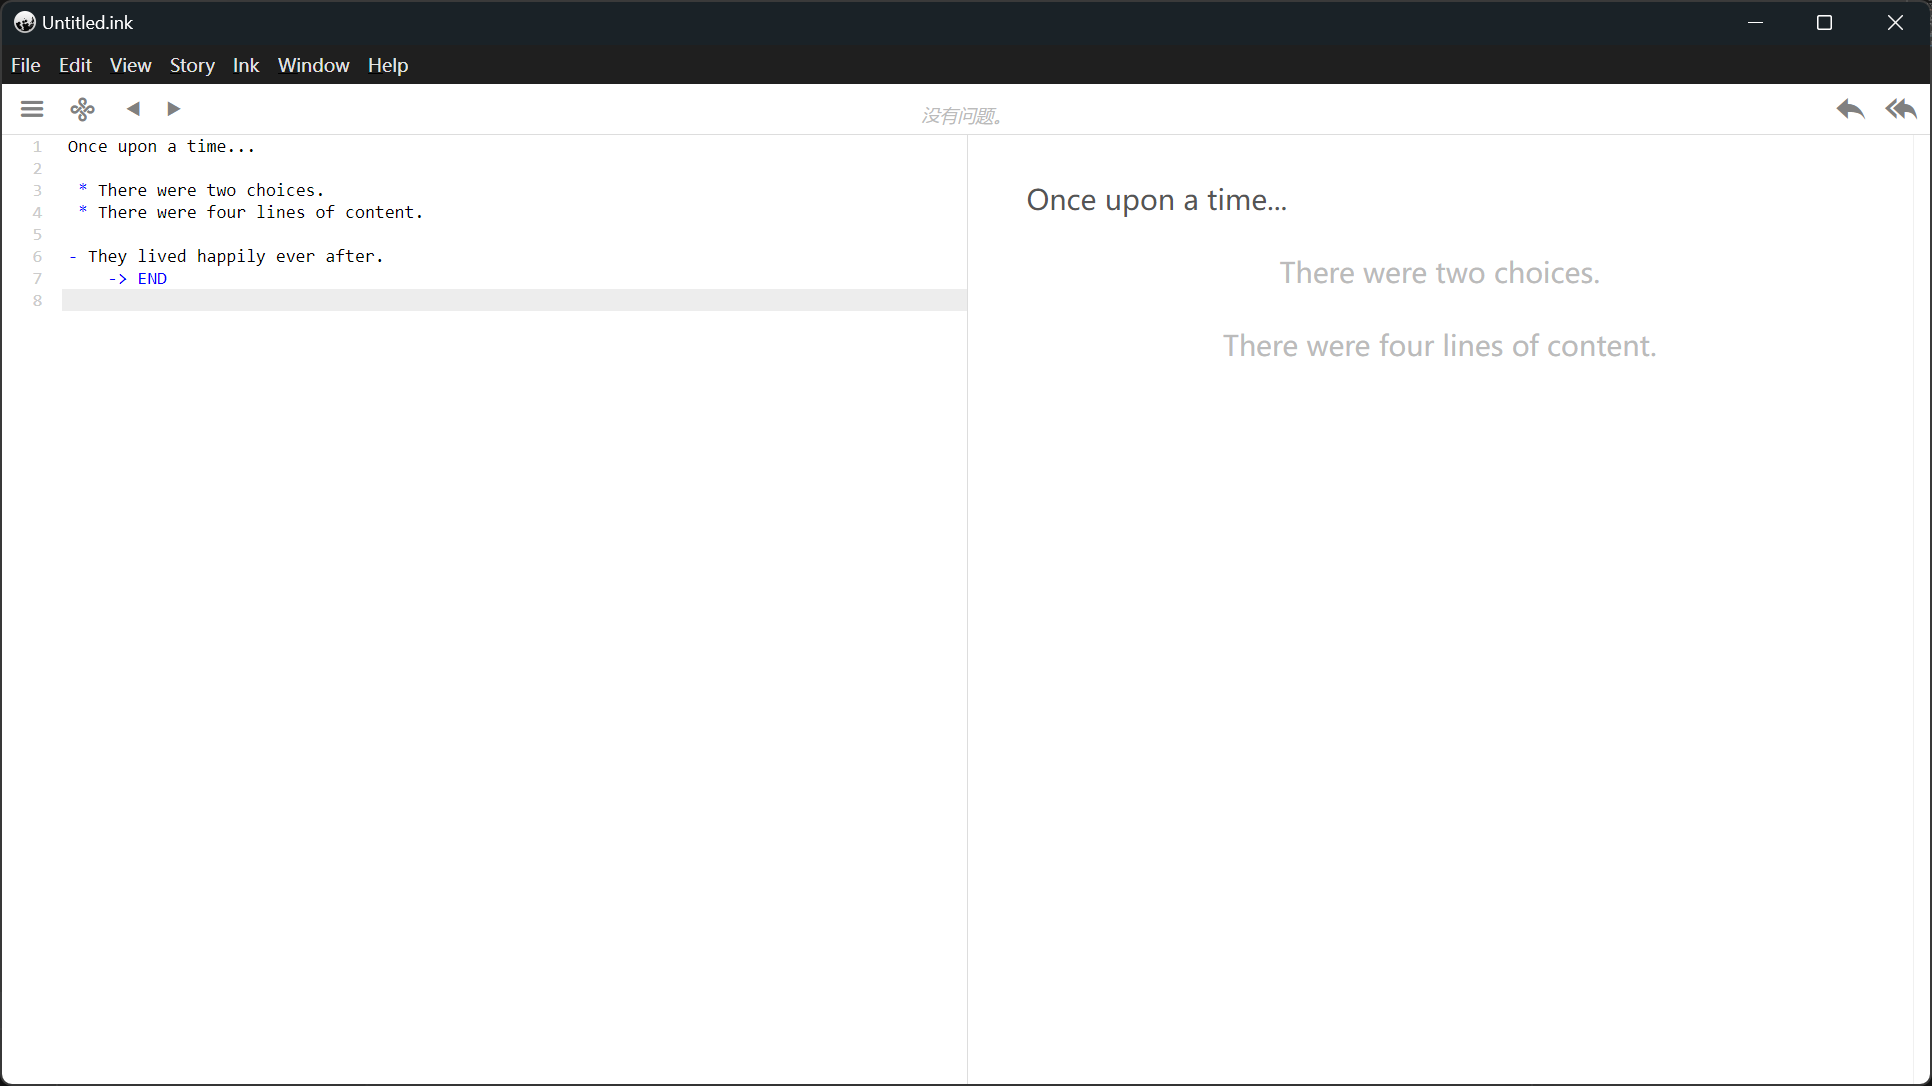 Untitled.ink
File Edit View Story Ink Window Help
没有问题。
1 Once upon a time...
2
3 * There were two choices.
4 * There were four lines of content.
5
6 - They lived happily ever after.
7 -> END
8
Once upon a time...
There were two choices.
There were four lines of content.